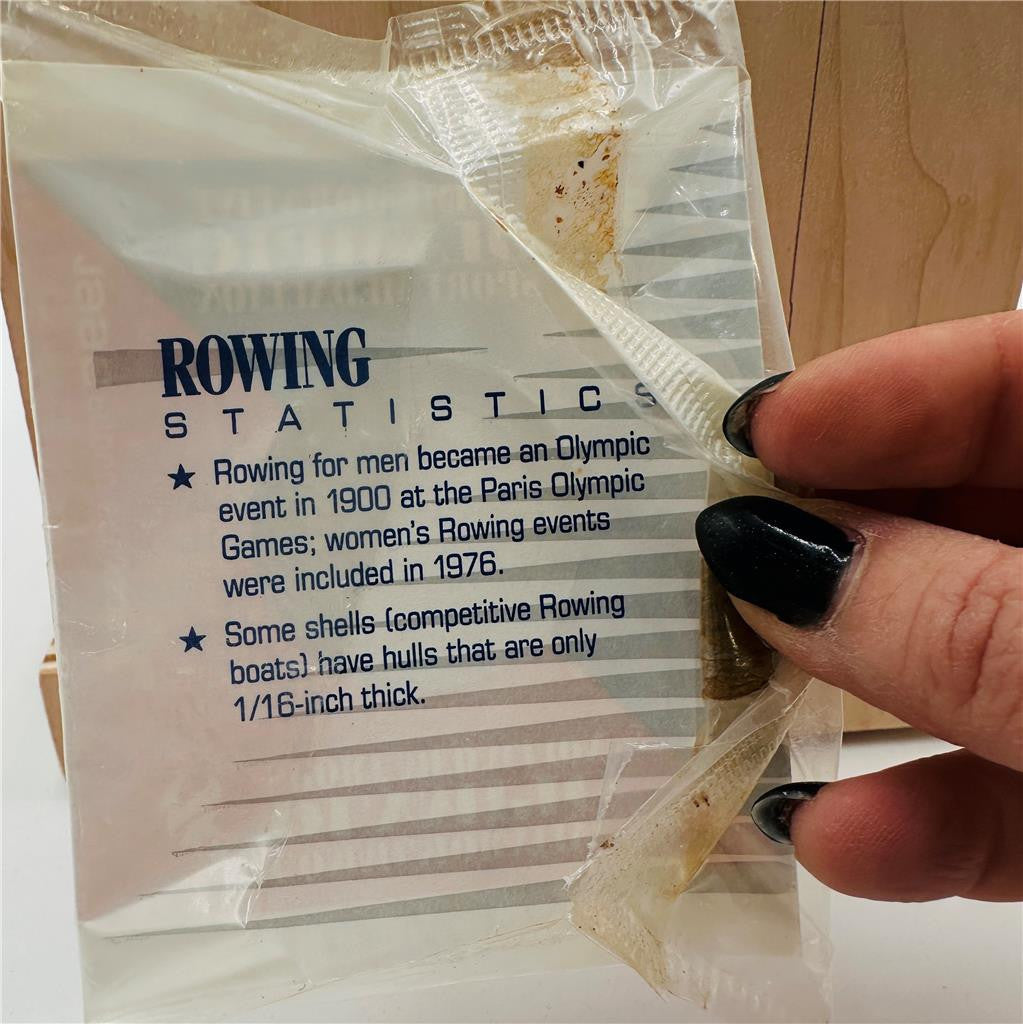 ROWING
STATISTICS
★ Rowing for men became an Olympic
event in 1900 at the Paris Olympic
Games; women's Rowing events
were included in 1976.
★ Some shells (competitive Rowing
boats) have hulls that are only
1/16-inch thick.